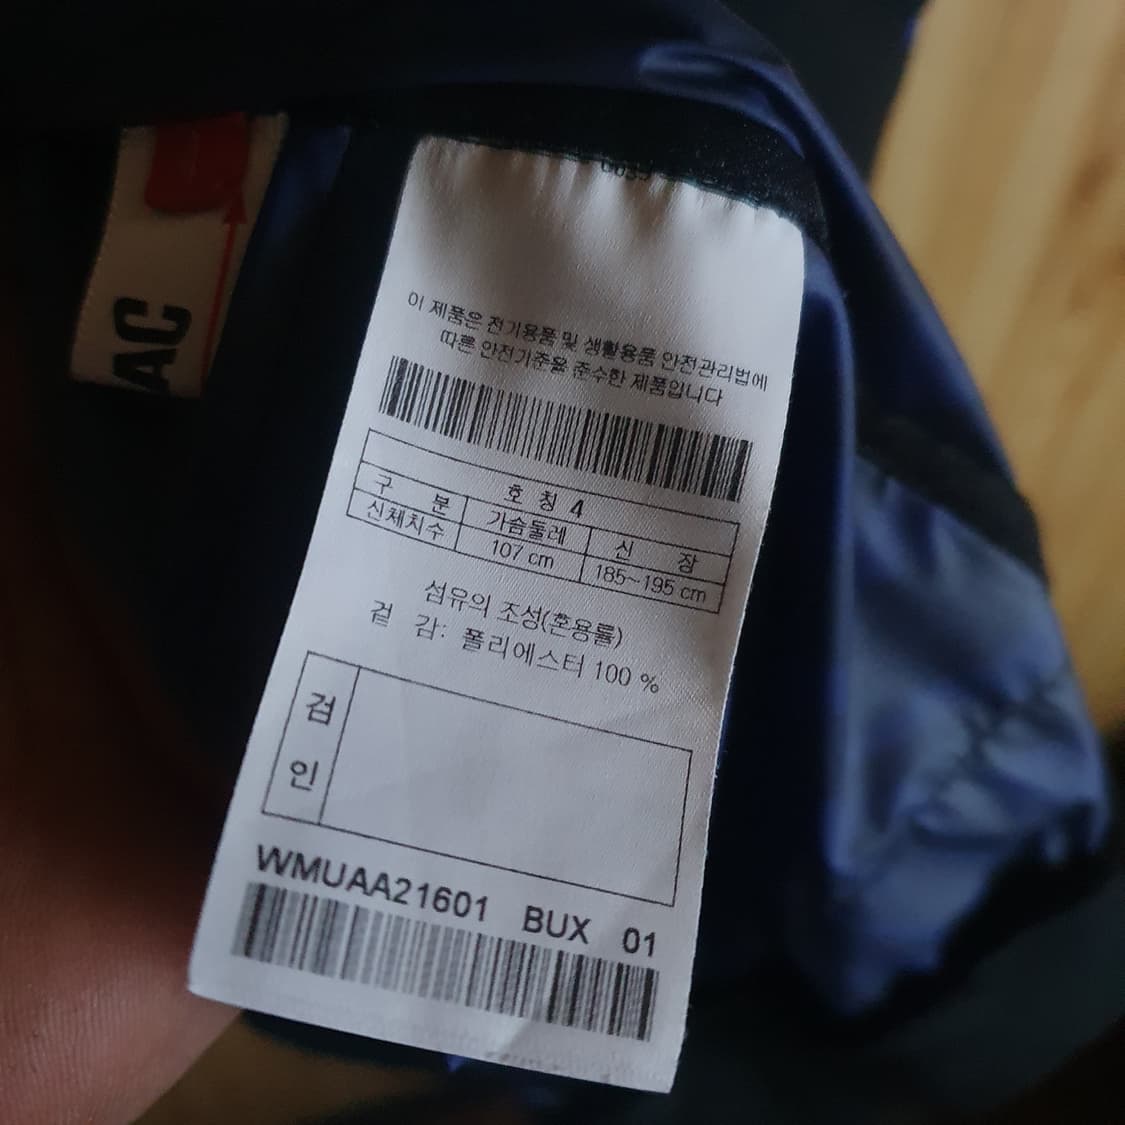 AC
이 제품은 전기용품 및 생활용품 안전관리법에
따른 안전기준을 준수한 제품입니다
호 칭 4
구 분 가슴둘레 신 장
신체치수 107 cm 185~195 cm
섬유의 조성(혼용률)
겉 감: 폴리에스터 100 %
검
인
WMUAA21601 BUX 01